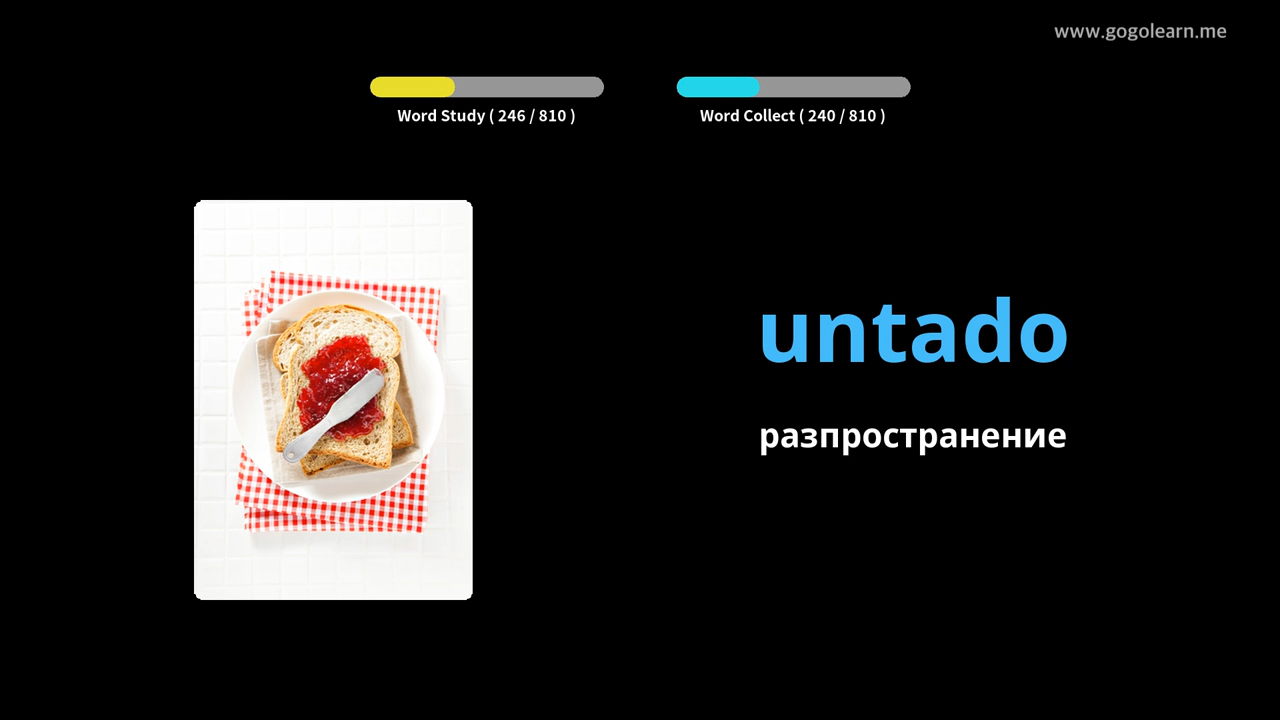 www.gogolearn.me
Word Study ( 246 / 810 )
Word Collect ( 240 / 810 )
untado
разпространение